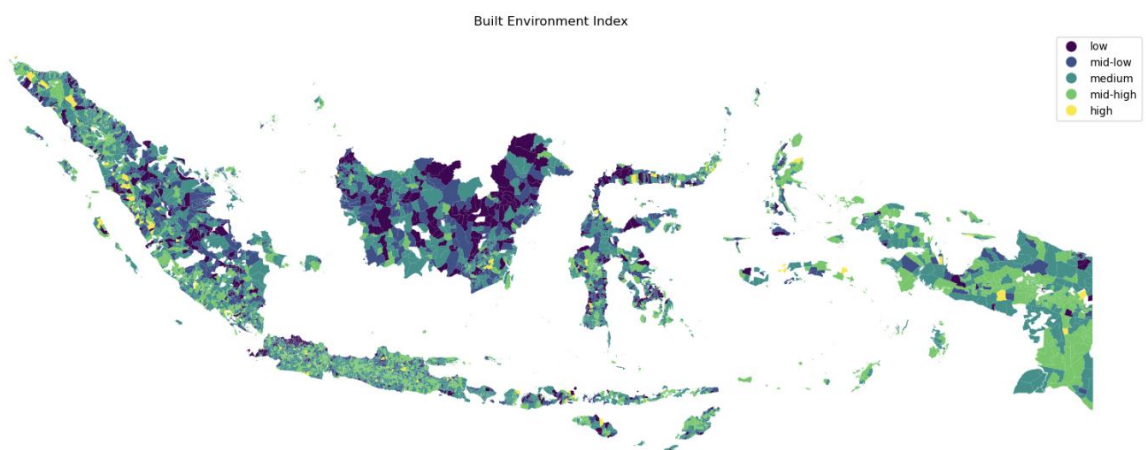 Built Environment Index
low
mid-low
medium
mid-high
high